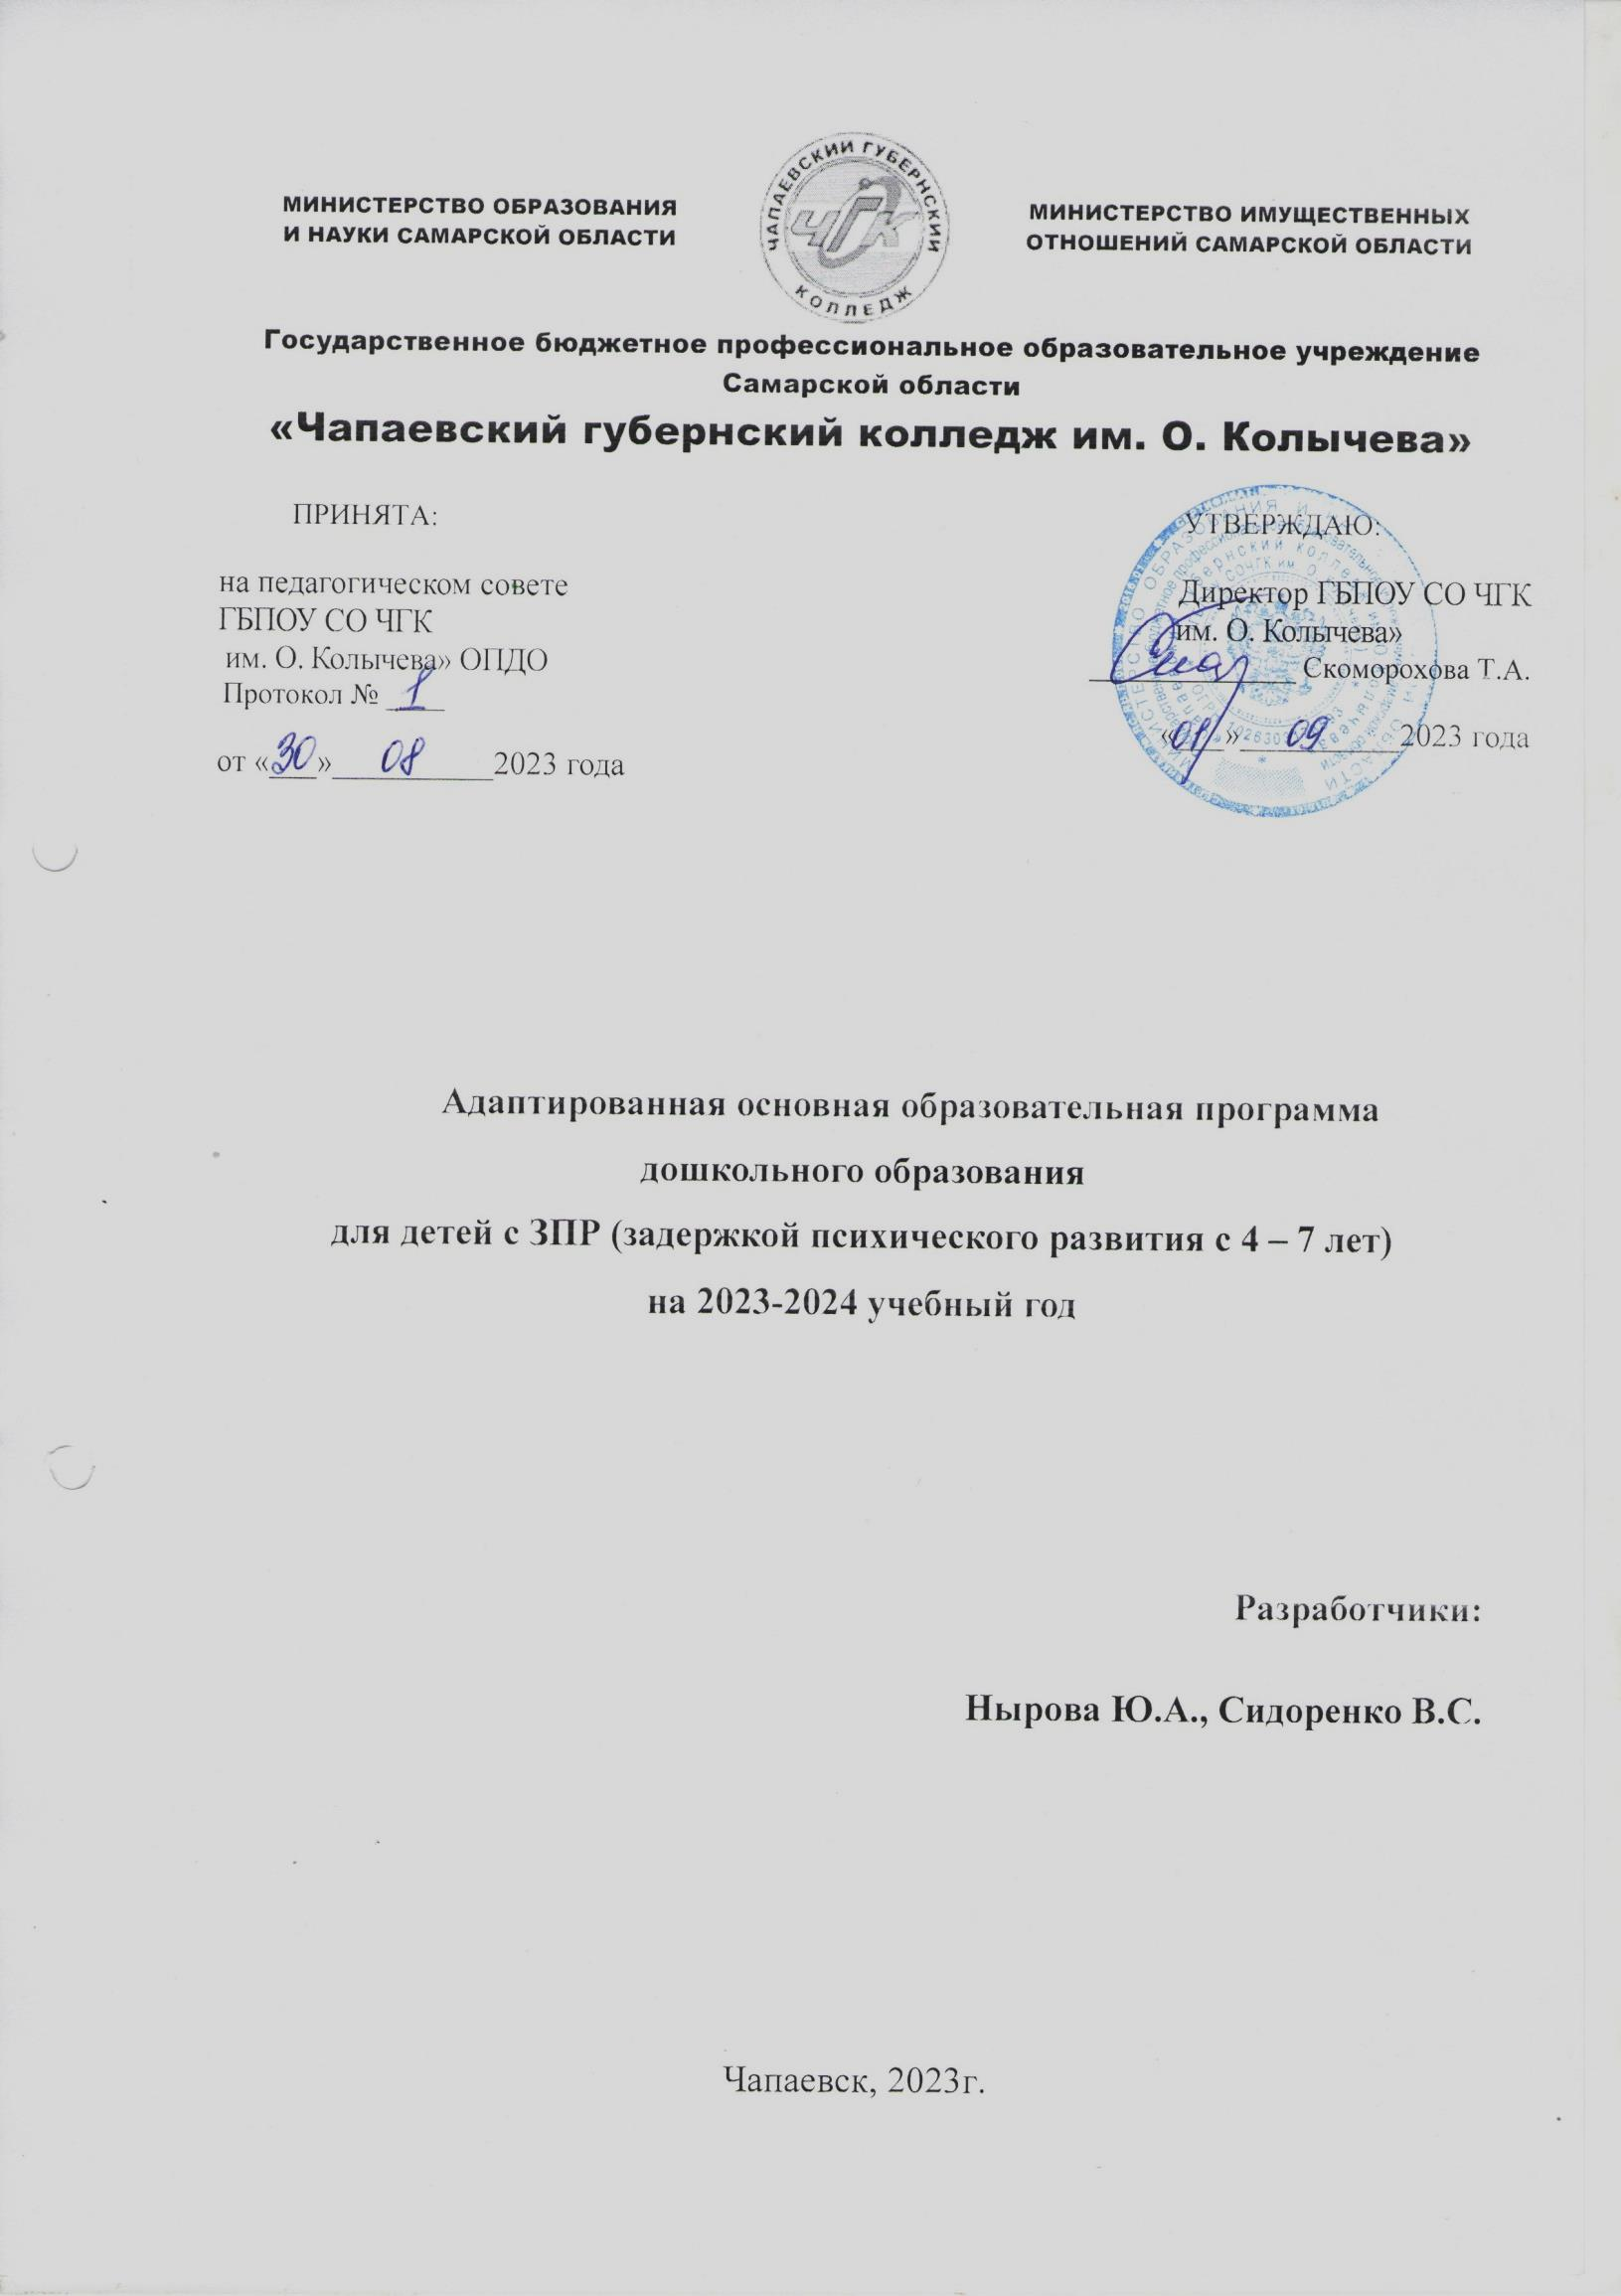 МИНИСТЕРСТВО ОБРАЗОВАНИЯ
И НАУКИ САМАРСКОЙ ОБЛАСТИ
ЧАПАЕВСКИЙ ГУБЕРНСКИЙ
ЧГК
КОЛЛЕДЖ
МИНИСТЕРСТВО ИМУЩЕСТВЕННЫХ
ОТНОШЕНИЙ САМАРСКОЙ ОБЛАСТИ
Государственное бюджетное профессиональное образовательное учреждение
Самарской области
«Чапаевский губернский колледж им. О. Колычева»
ПРИНЯТА:
на педагогическом совете
ГБПОУ СО ЧГК
им. О. Колычева» ОПДО
Протокол № 1
от «30» 08 2023 года
УТВЕРЖДАЮ:
Директор ГБПОУ СО ЧГК
им. О. Колычева»
Скоморохова Т.А.
«01» 09 2023 года
Адаптированная основная образовательная программа
дошкольного образования
для детей с ЗПР (задержкой психического развития с 4 – 7 лет)
на 2023-2024 учебный год
Разработчики:
Нырова Ю.А., Сидоренко В.С.
Чапаевск, 2023г.